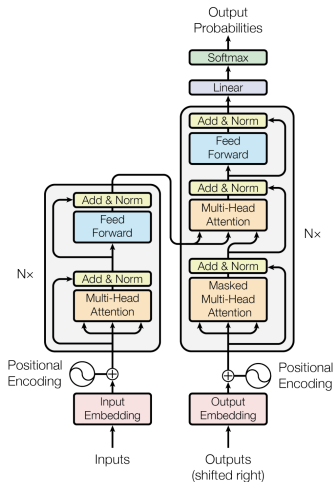 Output
Probabilities
Softmax
Linear
Add & Norm
Feed
Forward
Add & Norm
Multi-Head
Attention
Add & Norm
Masked
Multi-Head
Attention
N×
Add & Norm
Feed
Forward
Add & Norm
Multi-Head
Attention
N×
Positional
Encoding
Positional
Encoding
Input
Embedding
Output
Embedding
Inputs
Outputs
(shifted right)